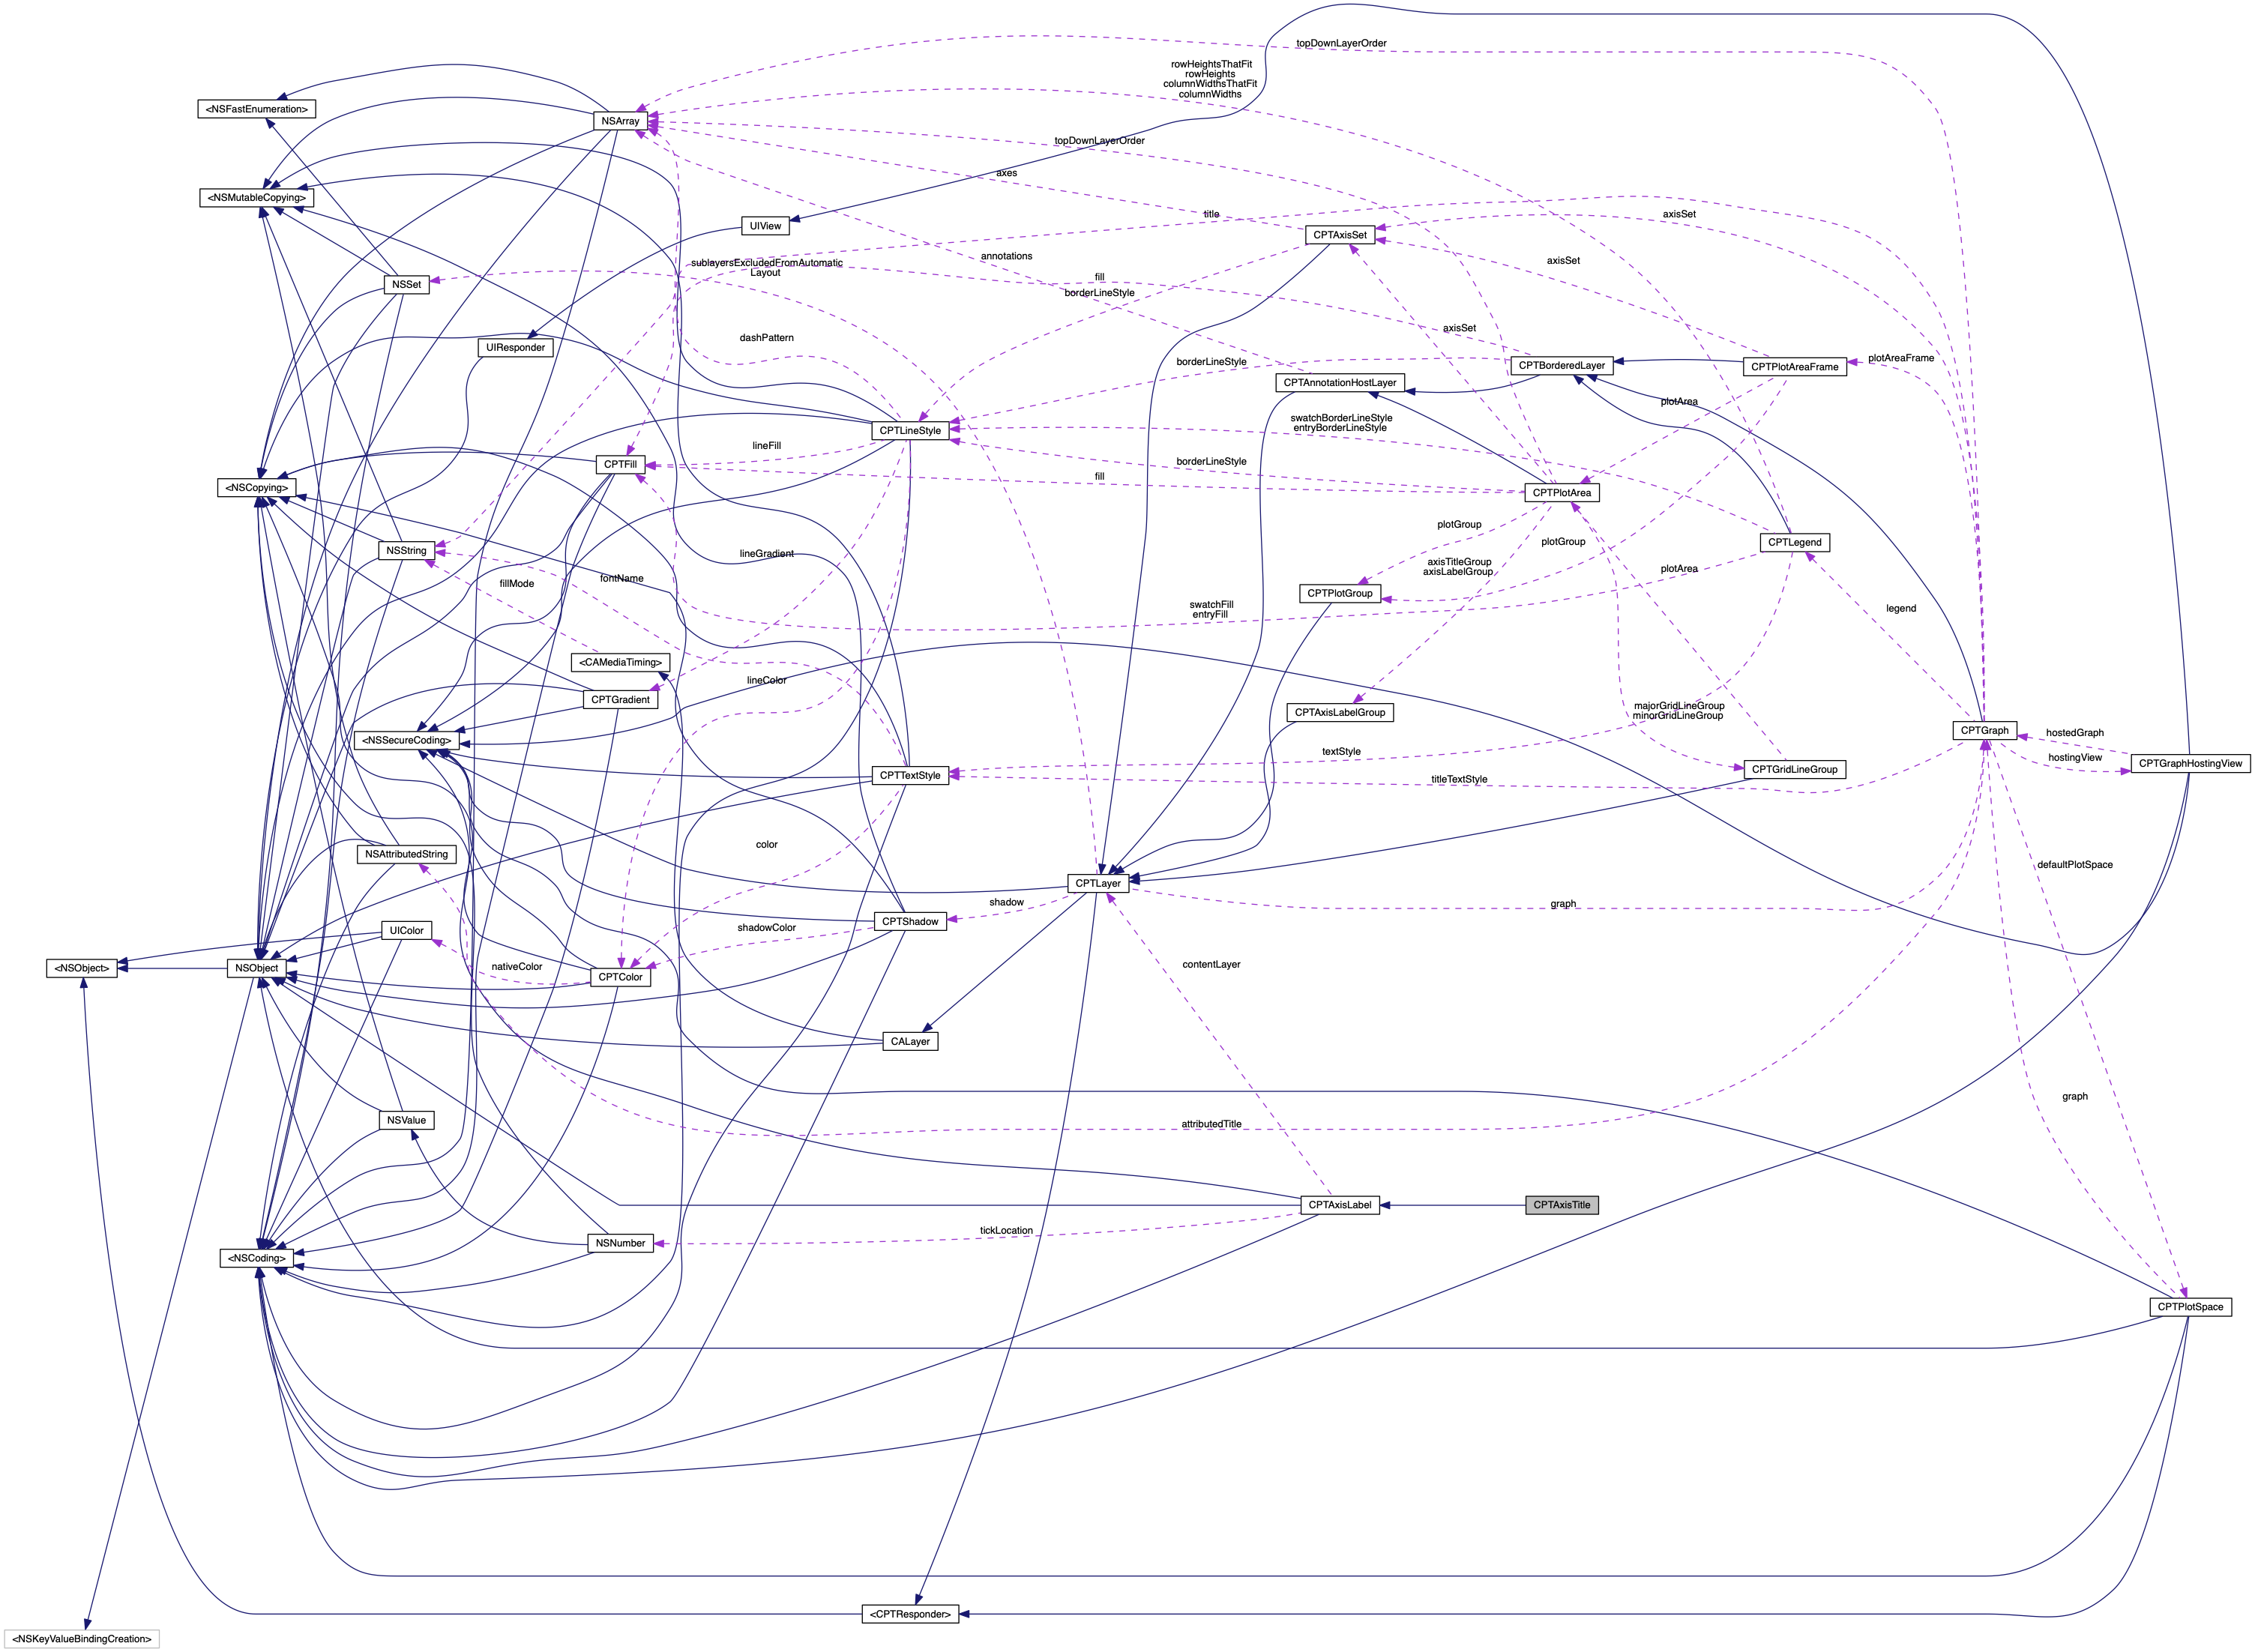 topDownLayerOrder
rowHeightsThatFit
rowHeights
columnWidthsThatFit
columnWidths
<NSFastEnumeration>
NSArray
topDownLayerOrder
axes
<NSMutableCopying>
title
axisSet
UIView
CPTAxisSet
annotations
sublayersExcludedFromAutomatic
Layout
axisSet
fill
NSSet
borderLineStyle
axisSet
dashPattern
UIResponder
borderLineStyle
CPTBorderedLayer
CPTPlotAreaFrame
plotAreaFrame
CPTAnnotationHostLayer
plotArea
swatchBorderLineStyle
entryBorderLineStyle
CPTLineStyle
lineFill
CPTFill
borderLineStyle
fill
<NSCopying>
CPTPlotArea
plotGroup
CPTLegend
plotGroup
NSString
lineGradient
axisTitleGroup
axisLabelGroup
plotArea
fillMode
fontName
CPTPlotGroup
swatchFill
entryFill
legend
<CAMediaTiming>
lineColor
CPTGradient
CPTAxisLabelGroup
majorGridLineGroup
minorGridLineGroup
CPTGraph
hostedGraph
<NSSecureCoding>
textStyle
hostingView
CPTGraphHostingView
CPTTextStyle
titleTextStyle
CPTGridLineGroup
color
NSAttributedString
defaultPlotSpace
CPTLayer
shadow
graph
CPTShadow
shadowColor
UIColor
contentLayer
<NSObject>
NSObject
nativeColor
CPTColor
CALayer
graph
NSValue
attributedTitle
CPTAxisLabel
CPTAxisTitle
tickLocation
NSNumber
<NSCoding>
CPTPlotSpace
<CPTResponder>
<NSKeyValueBindingCreation>